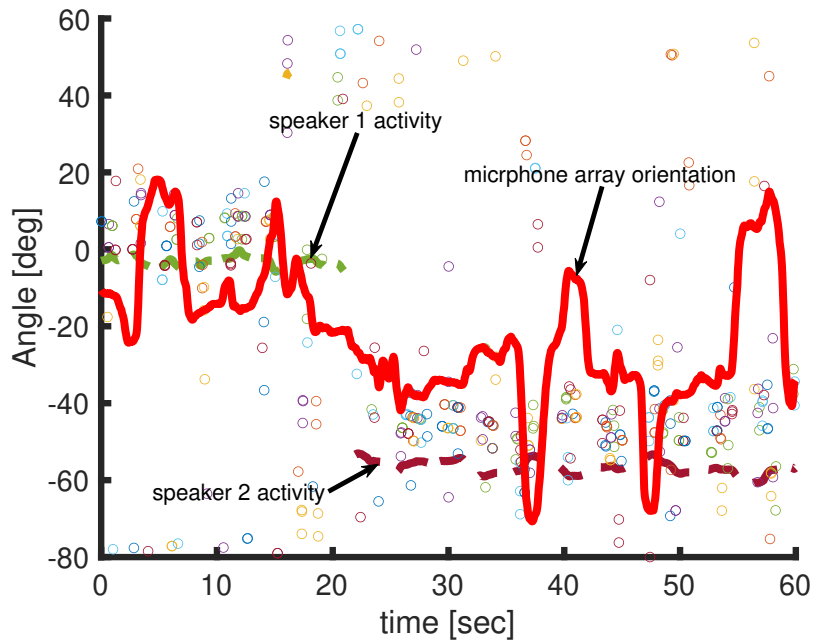 60
40
speaker 1 activity
micrphone array orientation
20
0
Angle [deg]
-20
-40
speaker 2 activity
-60
-80
0 10 20 30 40 50 60
time [sec]